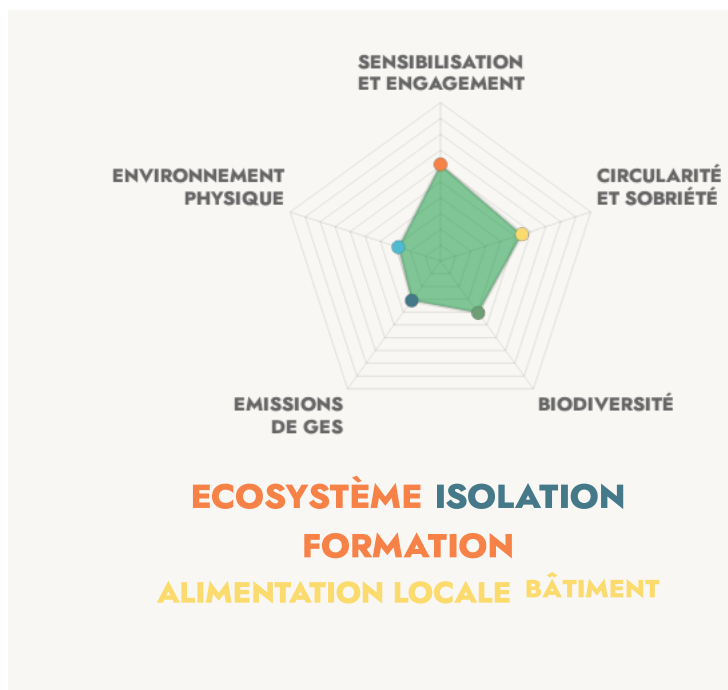 SENSIBILISATION
ET ENGAGEMENT
ENVIRONNEMENT
PHYSIQUE
CIRCULARITÉ
ET SOBRIÉTÉ
EMISSIONS
DE GES
BIODIVERSITÉ
ECOSYSTÈME ISOLATION
FORMATION
ALIMENTATION LOCALE BÂTIMENT